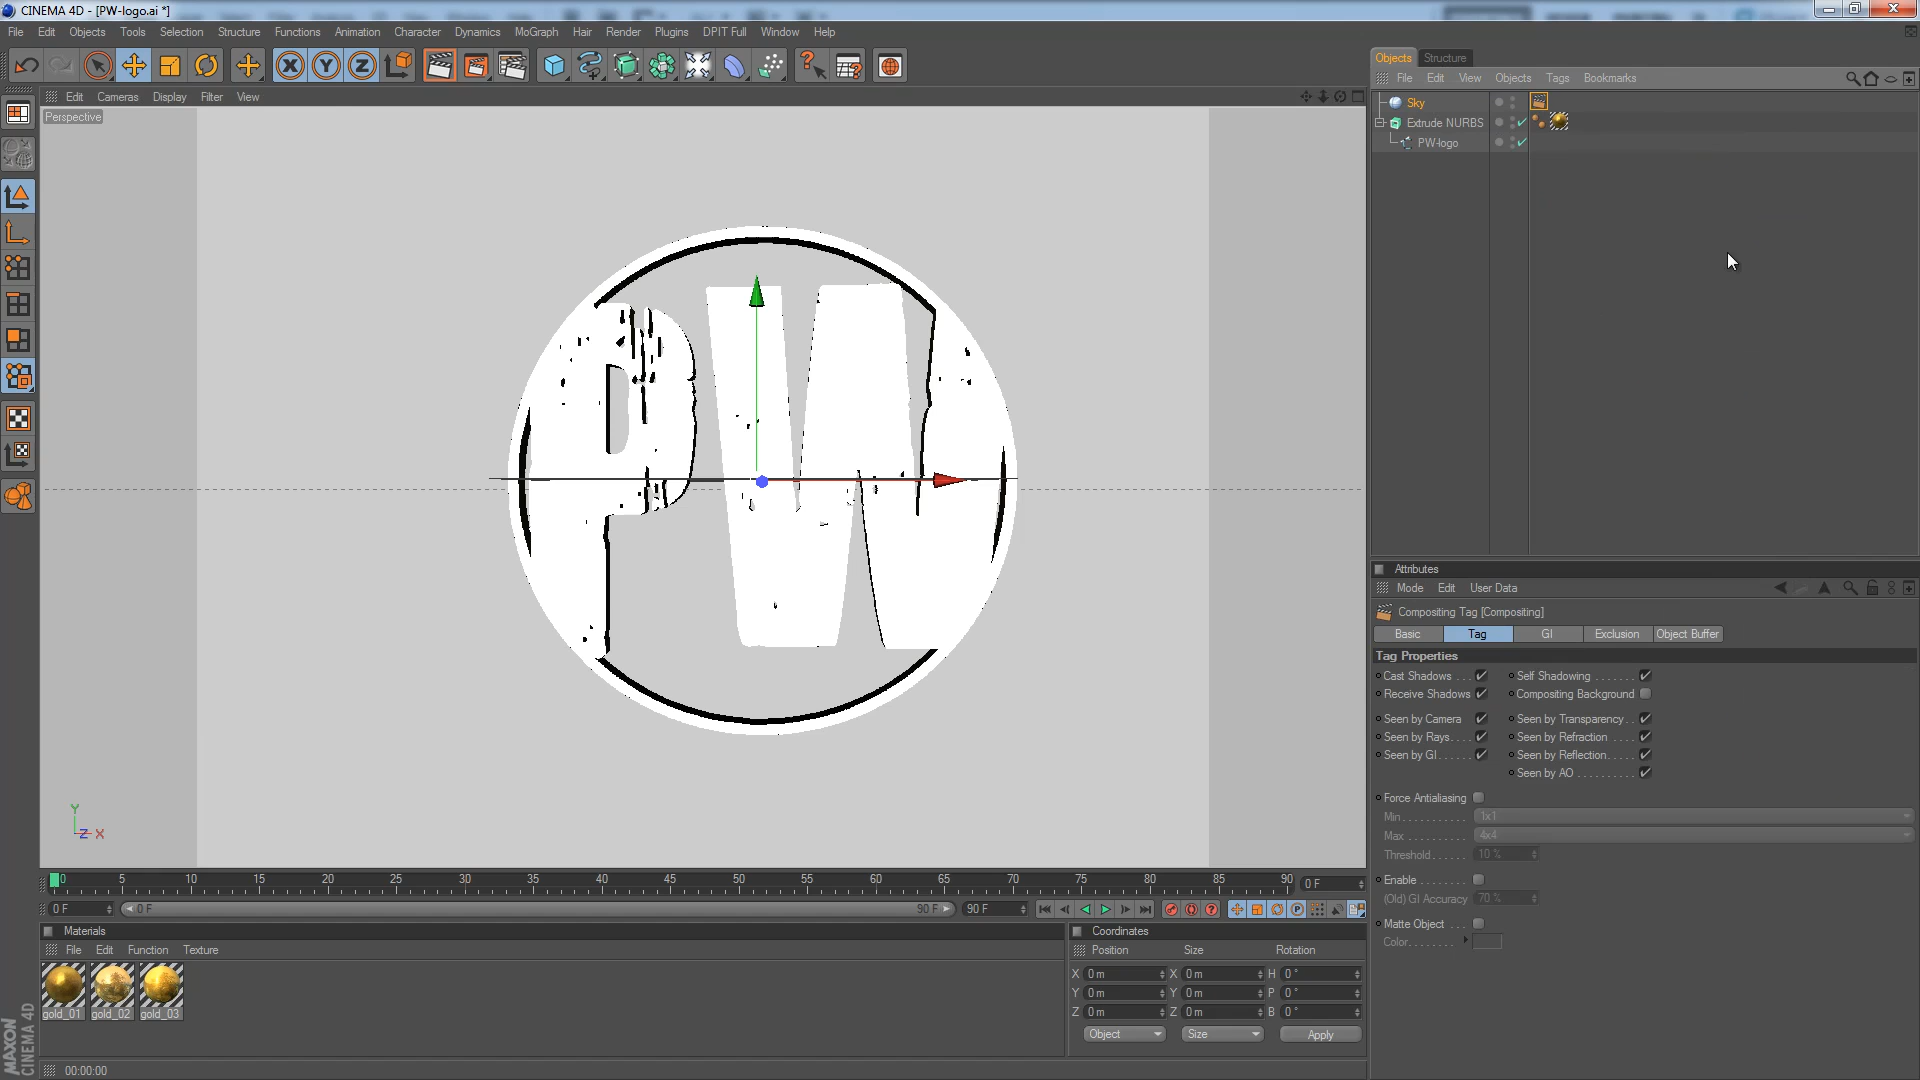 CINEMA 4D - [PW-logo.ai *]
File Edit Objects Tools Selection Structure Functions Animation Character Dynamics MoGraph Hair Render Plugins DPIT Full Window Help
Objects Structure
File Edit View Objects Tags Bookmarks
Sky
Extrude NURBS
PW-logo
Edit Cameras Display Filter View
Perspective
PW
Y
Z X
Attributes
Mode Edit User Data
Compositing Tag [Compositing]
Basic Tag GI Exclusion Object Buffer
Tag Properties
Cast Shadows . . . Self Shadowing . . . . . . .
Receive Shadows Compositing Background
Seen by Camera Seen by Transparency. .
Seen by Rays. . . . Seen by Refraction . . . .
Seen by GI. . . . . . Seen by Reflection. . . . .
Seen by AO . . . . . . . . . .
Force Antialiasing
Min. . . . . . . . . . . 1x1
Max . . . . . . . . . . 4x4
Threshold. . . . . . 10 %
Enable . . . . . . . .
(Old) GI Accuracy 70 %
Matte Object . . .
Color. . . . . . . .
0 5 10 15 20 25 30 35 40 45 50 55 60 65 70 75 80 85 90 0 F
0 F 0 F 90 F 90 F
Materials
File Edit Function Texture
gold_01 gold_02 gold_03
Coordinates
Position Size Rotation
X 0 m X 0 m H 0 °
Y 0 m Y 0 m P 0 °
Z 0 m Z 0 m B 0 °
Object Size Apply
MAXON
CINEMA 4D
00:00:00